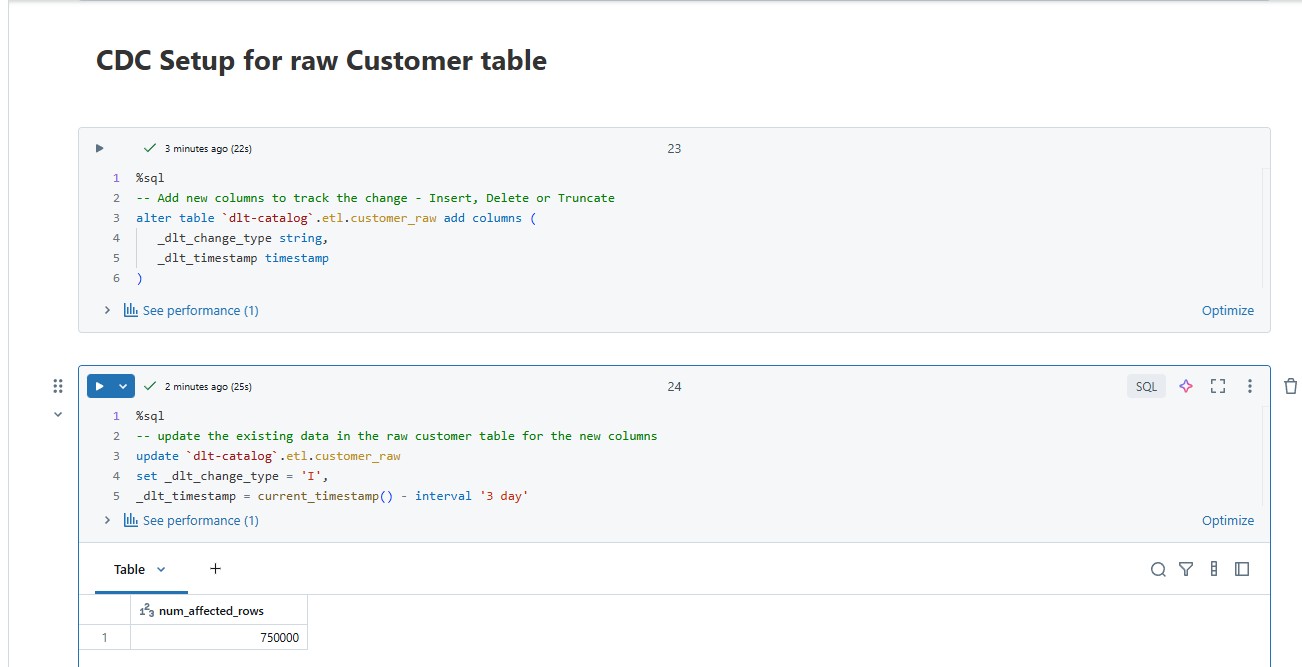 CDC Setup for raw Customer table
3 minutes ago (22s)
23
1 %sql
2 -- Add new columns to track the change - Insert, Delete or Truncate
3 alter table `dlt-catalog`.etl.customer_raw add columns (
4 _dlt_change_type string,
5 _dlt_timestamp timestamp
6 )
See performance (1)
Optimize
2 minutes ago (25s)
24
SQL
1 %sql
2 -- update the existing data in the raw customer table for the new columns
3 update `dlt-catalog`.etl.customer_raw
4 set _dlt_change_type = 'I',
5 _dlt_timestamp = current_timestamp() - interval '3 day'
See performance (1)
Optimize
Table
+
123 num_affected_rows
1 750000